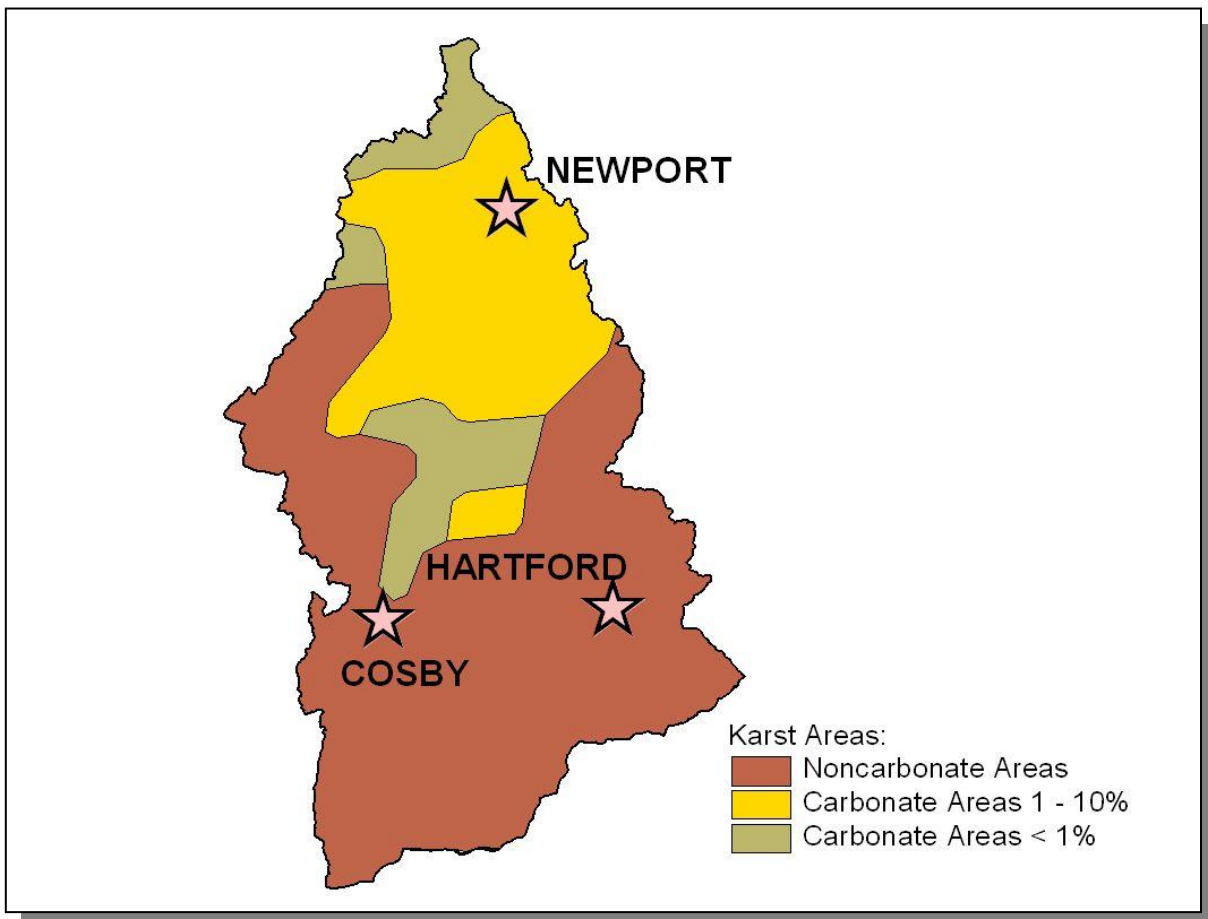 NEWPORT
HARTFORD
COSBY
Karst Areas:
Noncarbonate Areas
Carbonate Areas 1 - 10%
Carbonate Areas < 1%